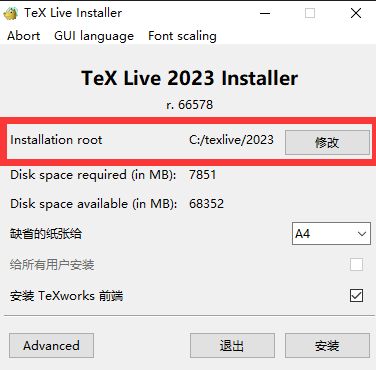 TeX Live Installer
Abort GUI language Font scaling
TeX Live 2023 Installer
r. 66578
Installation root C:/texlive/2023 修改
Disk space required (in MB): 7851
Disk space available (in MB): 68352
缺省的纸张给 A4
给所有用户安装
安装 TeXworks 前端
Advanced 退出 安装